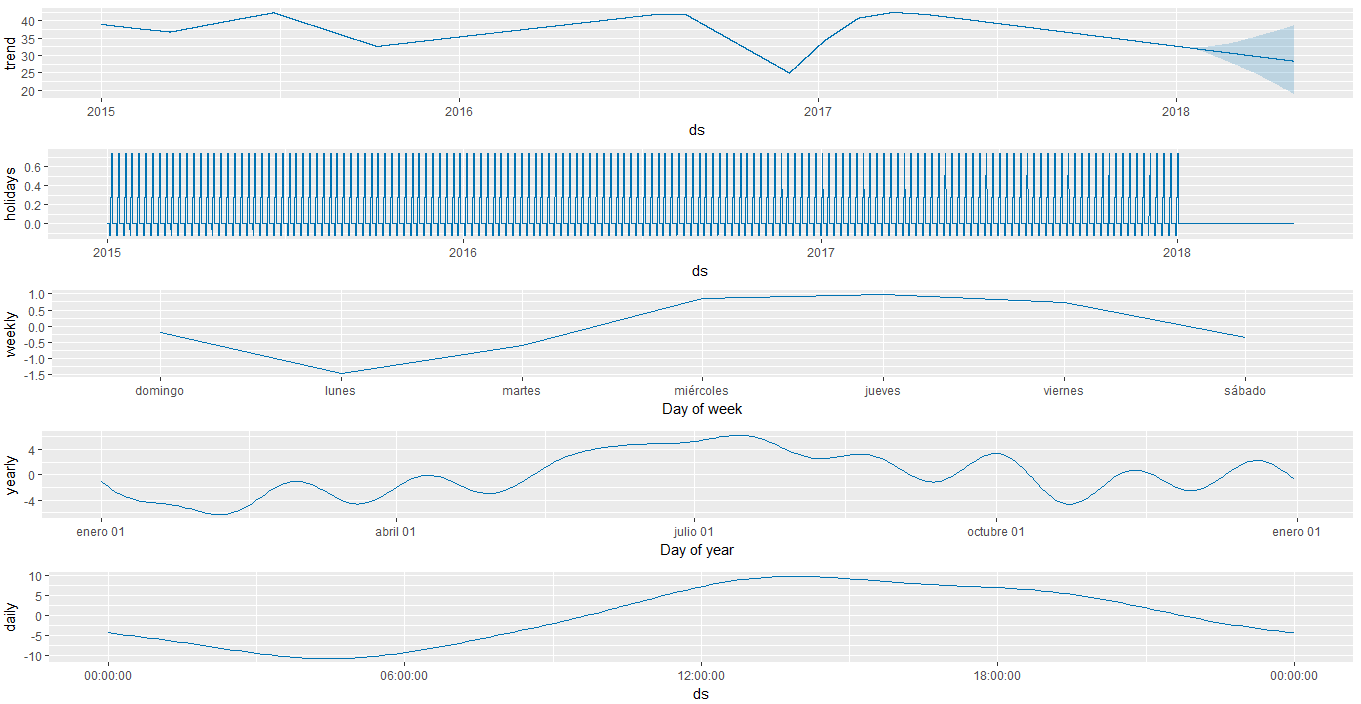 trend
40
35
30
25
20
2015 2016 2017 2018
ds
holidays
0.6
0.4
0.2
0.0
2015 2016 2017 2018
ds
weekly
1.0
0.5
0.0
-0.5
-1.0
-1.5
domingo lunes martes miércoles jueves viernes sábado
Day of week
yearly
4
0
-4
enero 01 abril 01 julio 01 octubre 01 enero 01
Day of year
daily
10
5
0
-5
-10
00:00:00 06:00:00 12:00:00 18:00:00 00:00:00
ds